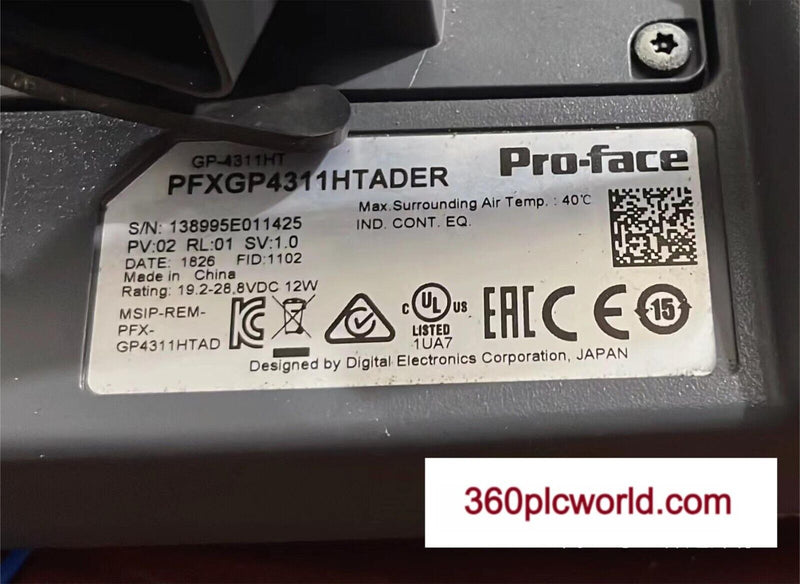 GP-4311HT
Pro-face
PFXGP4311HTADER
Max.Surrounding Air Temp. : 40℃
IND. CONT. EQ.
S/N: 138995E011425
PV:02 RL:01 SV:1.0
DATE: 1826 FID:1102
Made in China
Rating: 19.2-28.8VDC 12W
MSIP-REM-
PFX-
GP4311HTAD
C UL US
LISTED
1UA7
EAC CE
15
Designed by Digital Electronics Corporation, JAPAN
360plcworld.com